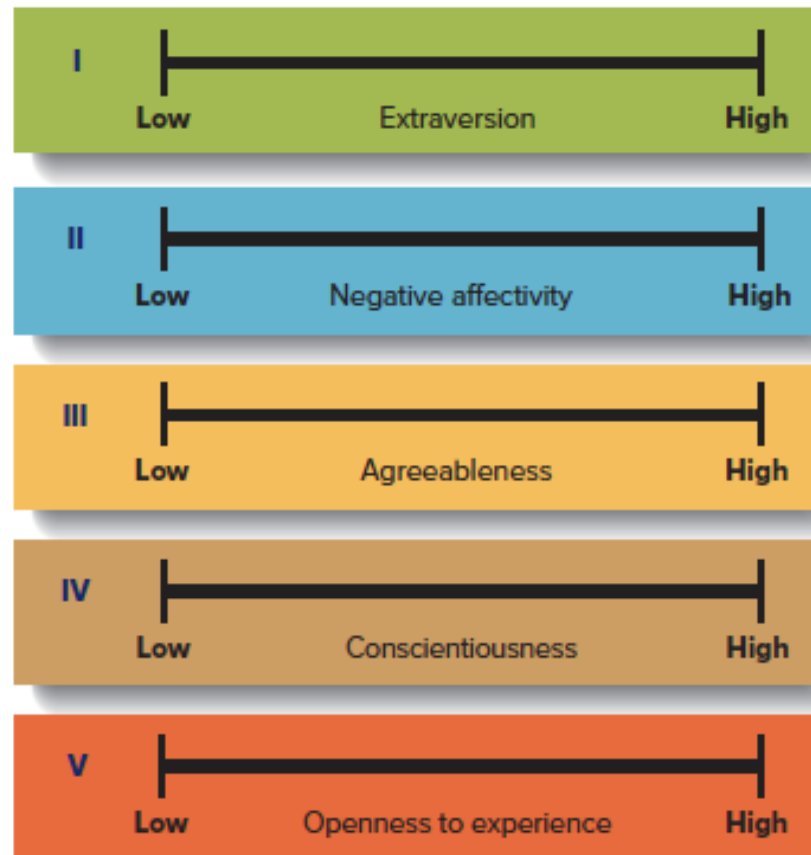 I
Low Extraversion High
II
Low Negative affectivity High
III
Low Agreeableness High
IV
Low Conscientiousness High
V
Low Openness to experience High